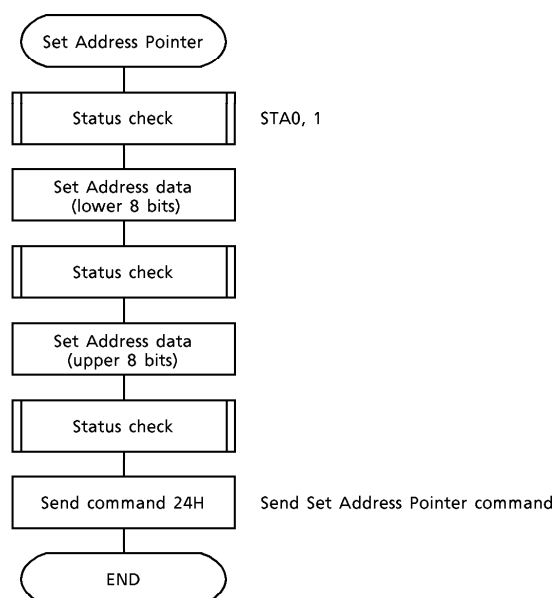 Set Address Pointer
Status check
STA0, 1
Set Address data
(lower 8 bits)
Status check
Set Address data
(upper 8 bits)
Status check
Send command 24H
Send Set Address Pointer command
END